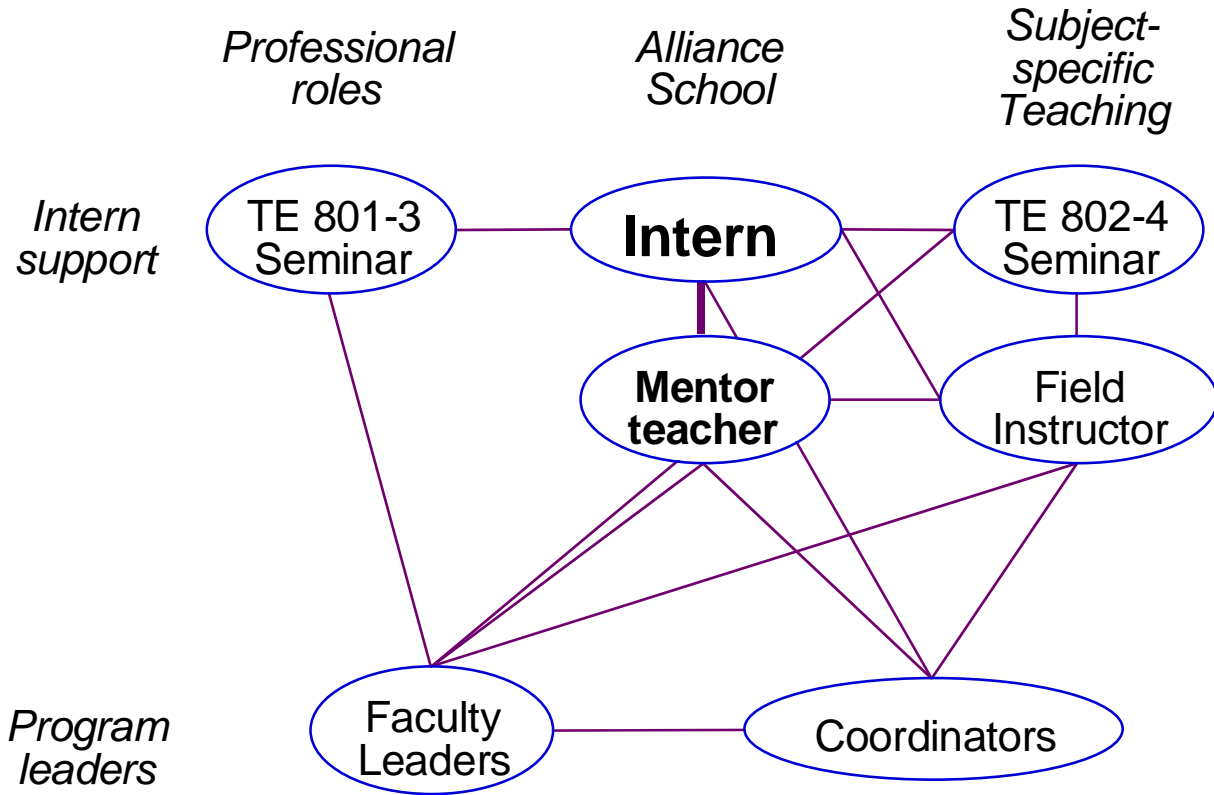 Professional
roles
Alliance
School
Subject-
specific
Teaching
Intern
support
TE 801-3
Seminar
Intern
TE 802-4
Seminar
Mentor
teacher
Field
Instructor
Program
leaders
Faculty
Leaders
Coordinators